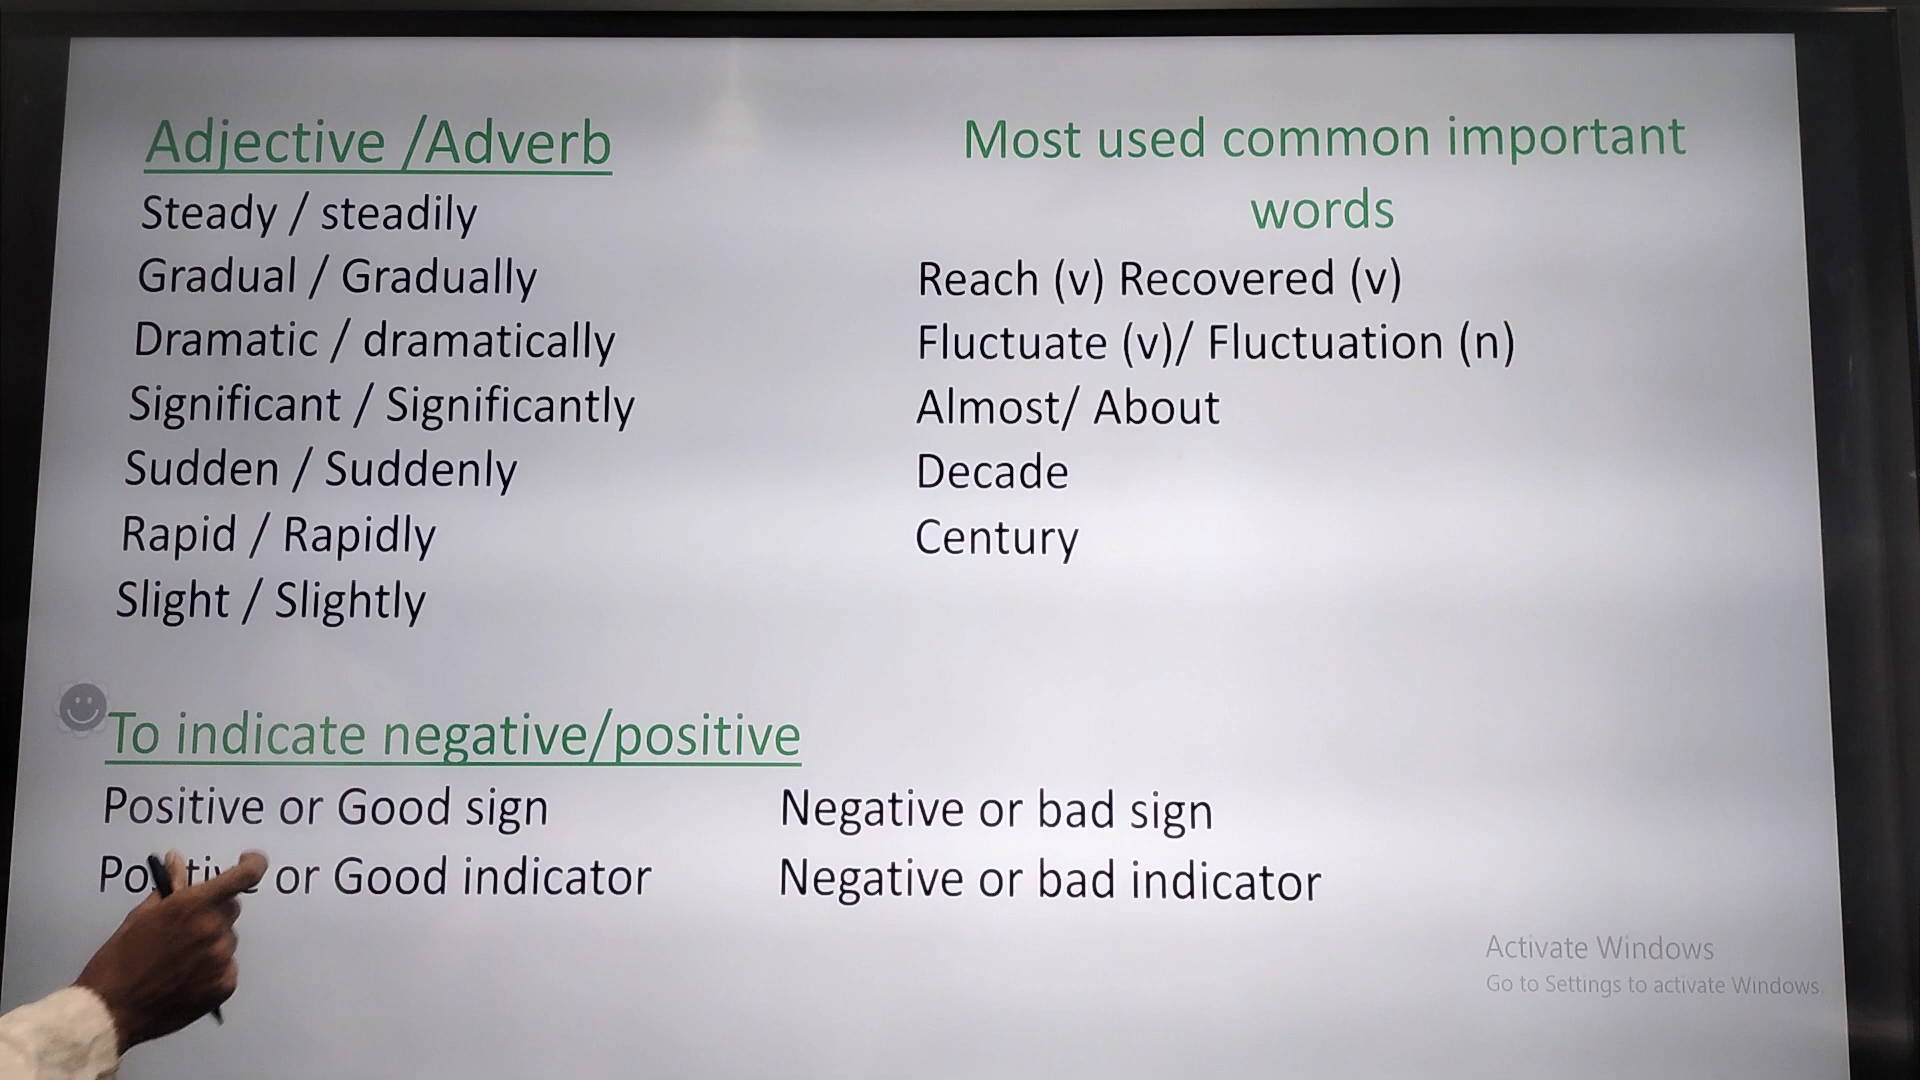 Adjective /Adverb
Steady / steadily
Gradual / Gradually
Dramatic / dramatically
Significant / Significantly
Sudden / Suddenly
Rapid / Rapidly
Slight / Slightly
Most used common important
words
Reach (v) Recovered (v)
Fluctuate (v)/ Fluctuation (n)
Almost/ About
Decade
Century
To indicate negative/positive
Positive or Good sign
Negative or bad sign
Positive or Good indicator
Negative or bad indicator
Activate Windows
Go to Settings to activate Windows